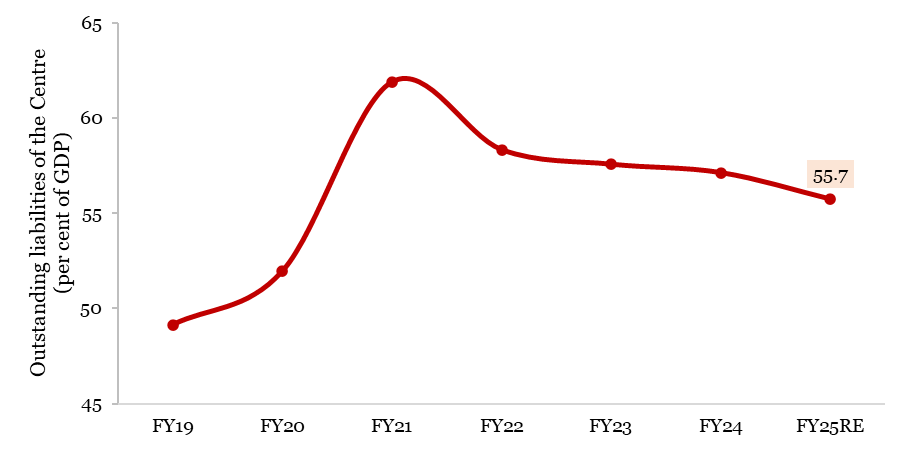 Outstanding liabilities of the Centre
(per cent of GDP)
65
60
55
50
45
55.7
FY19 FY20 FY21 FY22 FY23 FY24 FY25RE